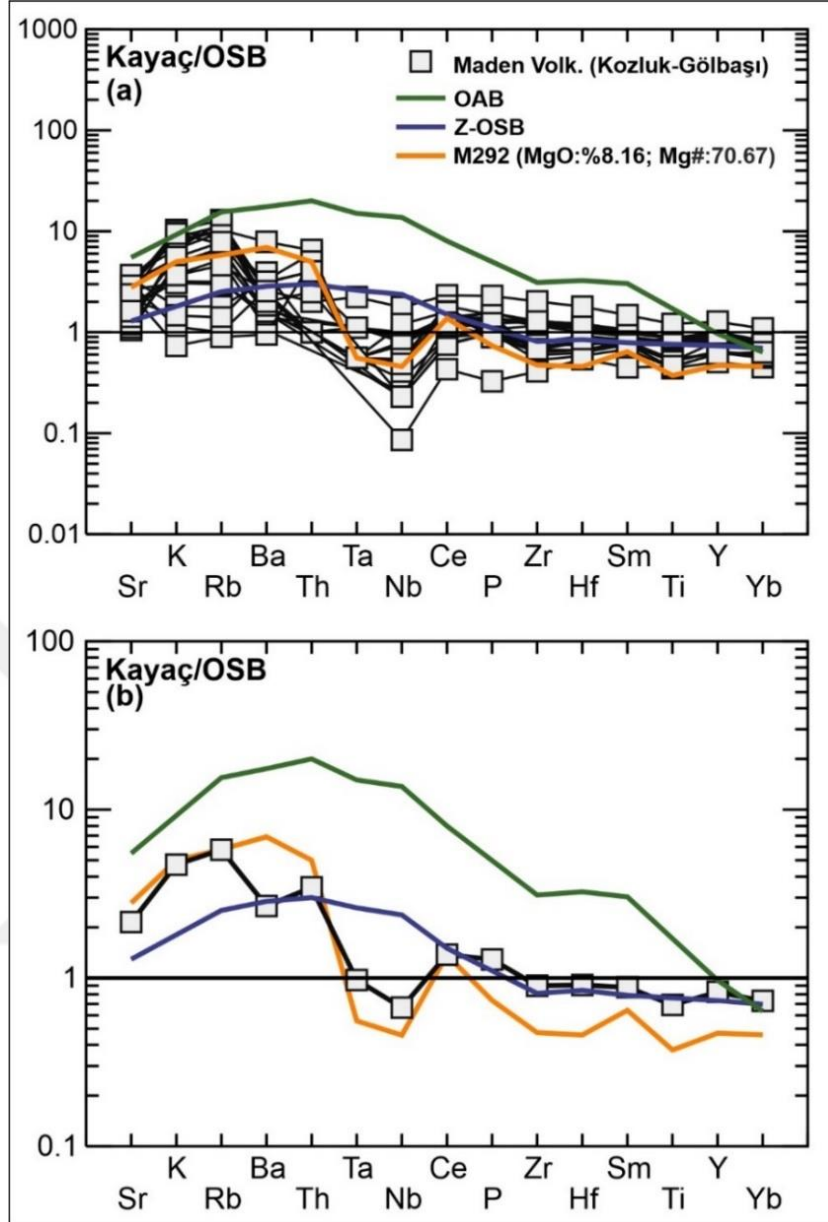 Kayaç/OSB
(a)
Maden Volk. (Kozluk-Gölbaşı)
OAB
Z-OSB
M292 (MgO:%8.16; Mg#:70.67)
1000
100
10
1
0.1
0.01
K Ba Ta Ce Zr Sm Y
Sr Rb Th Nb P Hf Ti Yb
Kayaç/OSB
(b)
100
10
1
0.1
K Ba Ta Ce Zr Sm Y
Sr Rb Th Nb P Hf Ti Yb